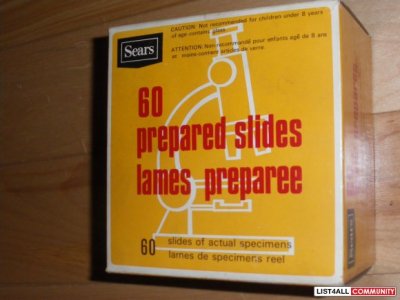 Sears
CAUTION: Not recommended for children under 8 years
of age-contains glass.
ATTENTION: Non recommandé pour enfants agé de 8 ans
et moins-contient articles de verre.
60
prepared slides
lames preparee
60 slides of actual specimens
lames de specimens reel
Sears
LIST4ALL COMMUNITY